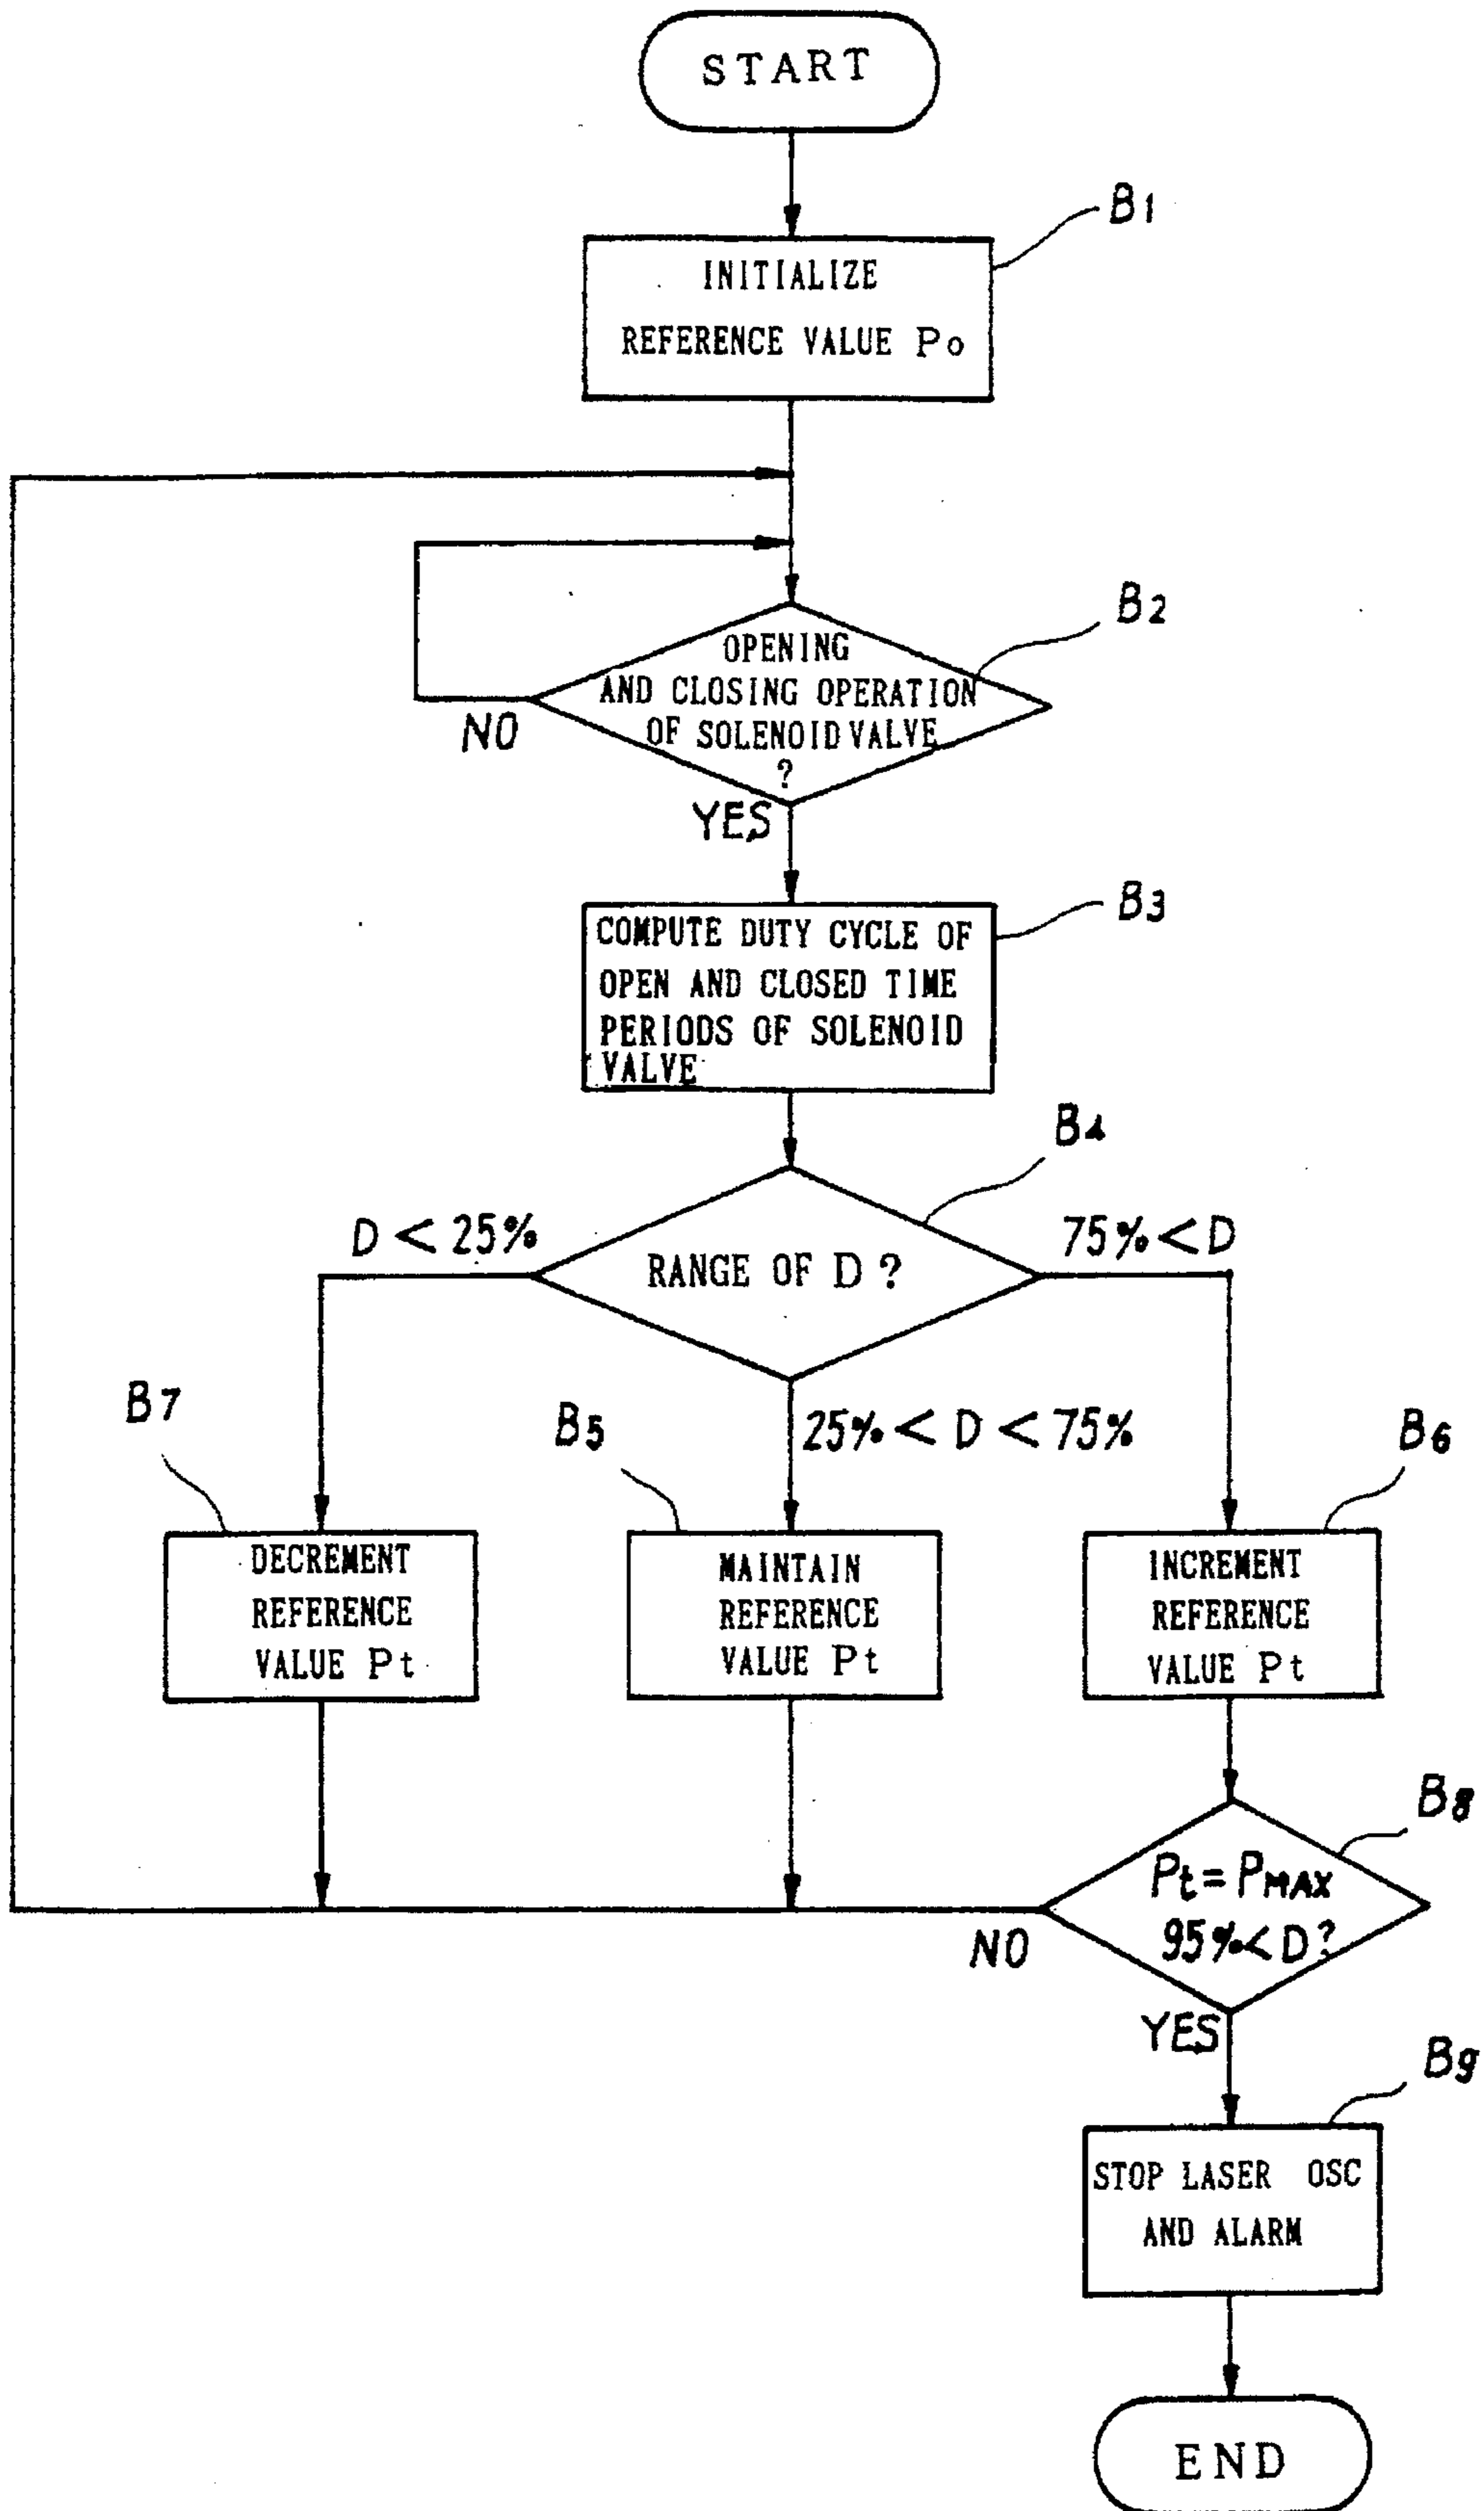 START
B1
INITIALIZE
REFERENCE VALUE Po
B2
OPENING
AND CLOSING OPERATION
OF SOLENOID VALVE
?
NO
YES
B3
COMPUTE DUTY CYCLE OF
OPEN AND CLOSED TIME
PERIODS OF SOLENOID
VALVE
B4
D < 25%
RANGE OF D ?
75% < D
B7
B5
25% < D < 75%
B6
DECREMENT
REFERENCE
VALUE Pt
MAINTAIN
REFERENCE
VALUE Pt
INCREMENT
REFERENCE
VALUE Pt
B8
Pt = PMAX
95% < D?
NO
YES
B9
STOP LASER OSC
AND ALARM
END